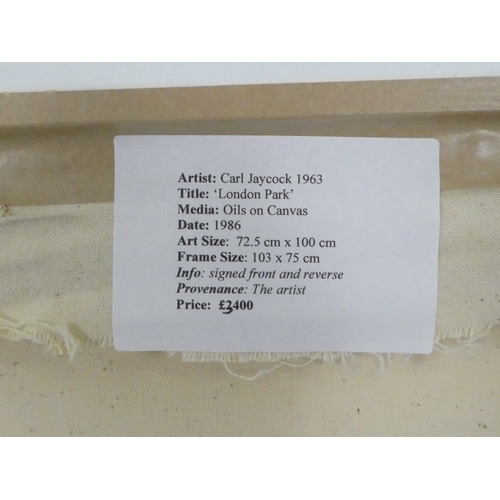 Artist: Carl Jaycock 1963
Title: ‘London Park’
Media: Oils on Canvas
Date: 1986
Art Size: 72.5 cm x 100 cm
Frame Size: 103 x 75 cm
Info: signed front and reverse
Provenance: The artist
Price: £3400